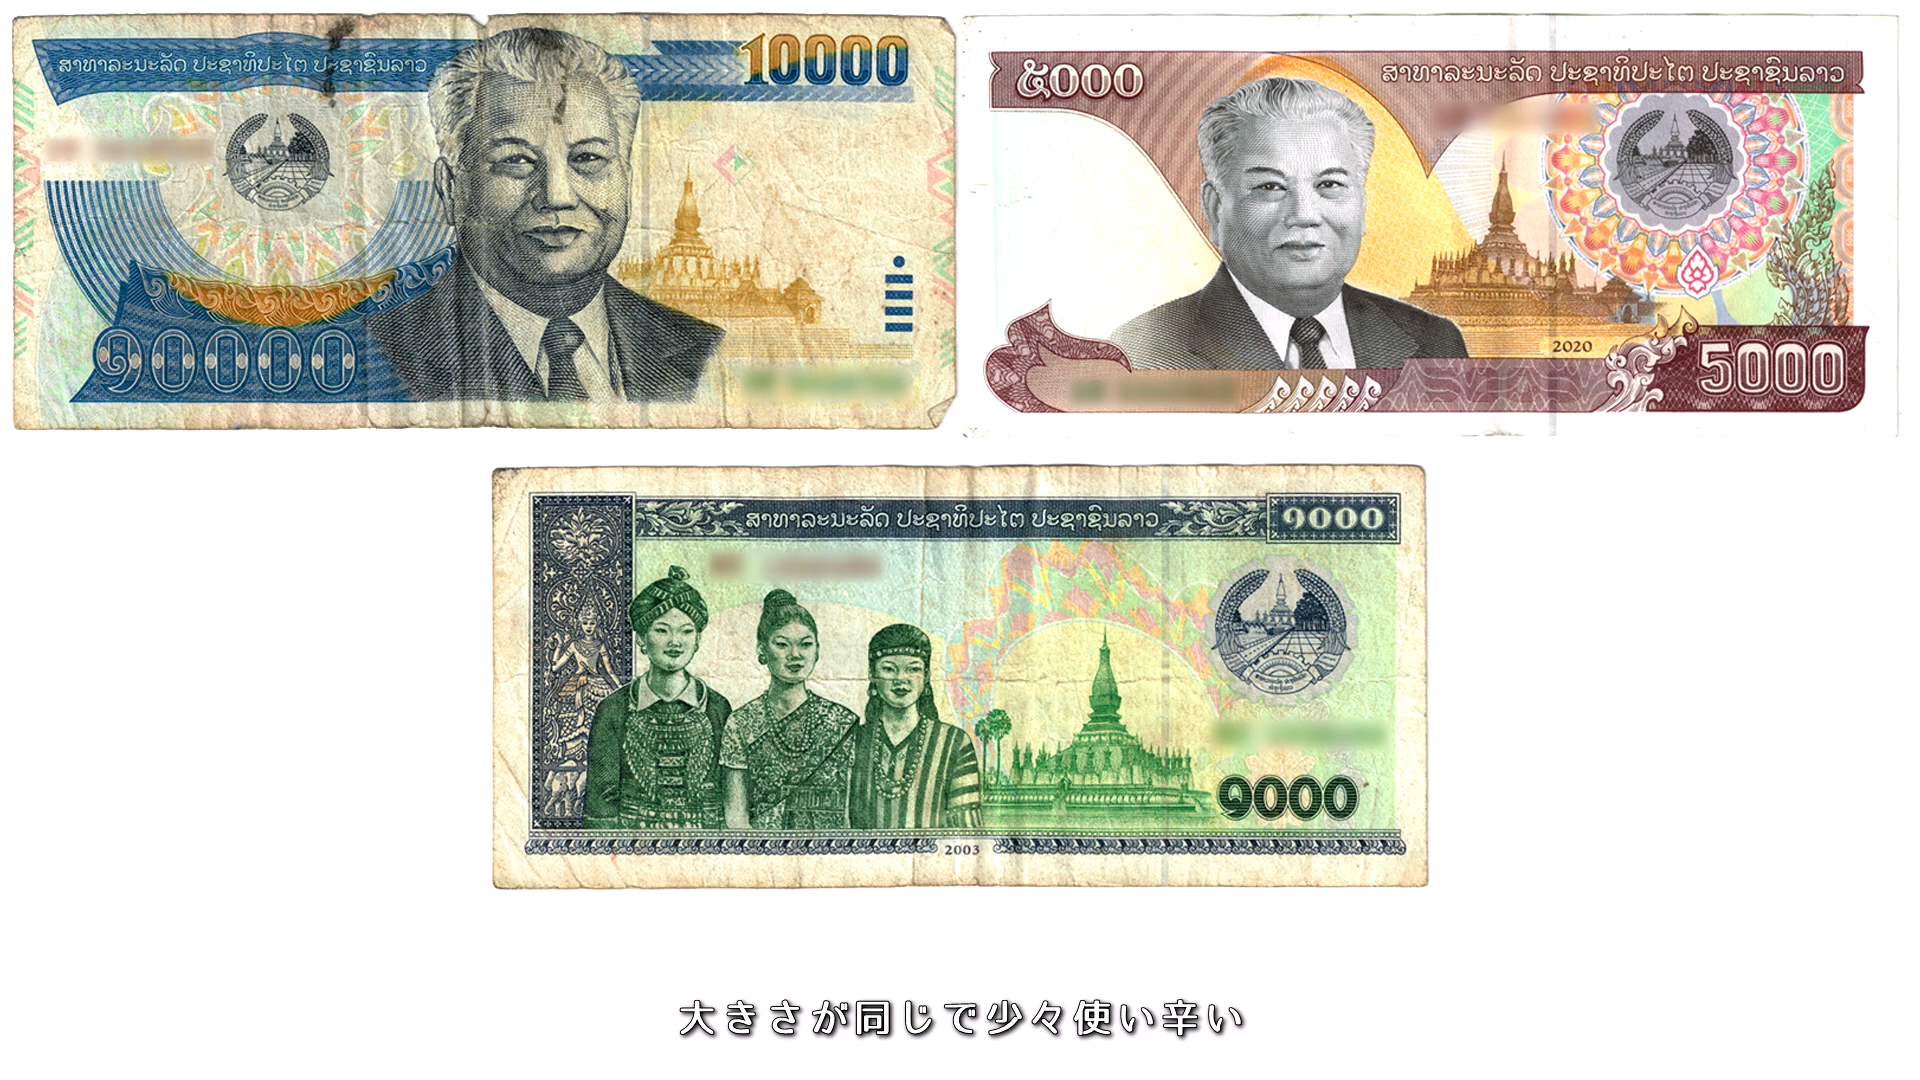 ສາທາລະນະລັດ ປະຊາທິປະໄຕ ປະຊາຊົນລາວ
10000
໑໐໐໐໐
໕໐໐໐
ສາທາລະນະລັດ ປະຊາທິປະໄຕ ປະຊາຊົນລາວ
2020
5000
ສາທາລະນະລັດ ປະຊາທິປະໄຕ ປະຊາຊົນລາວ
໑໐໐໐
໑໐໐໐
2003
大きさが同じで少々使い辛い